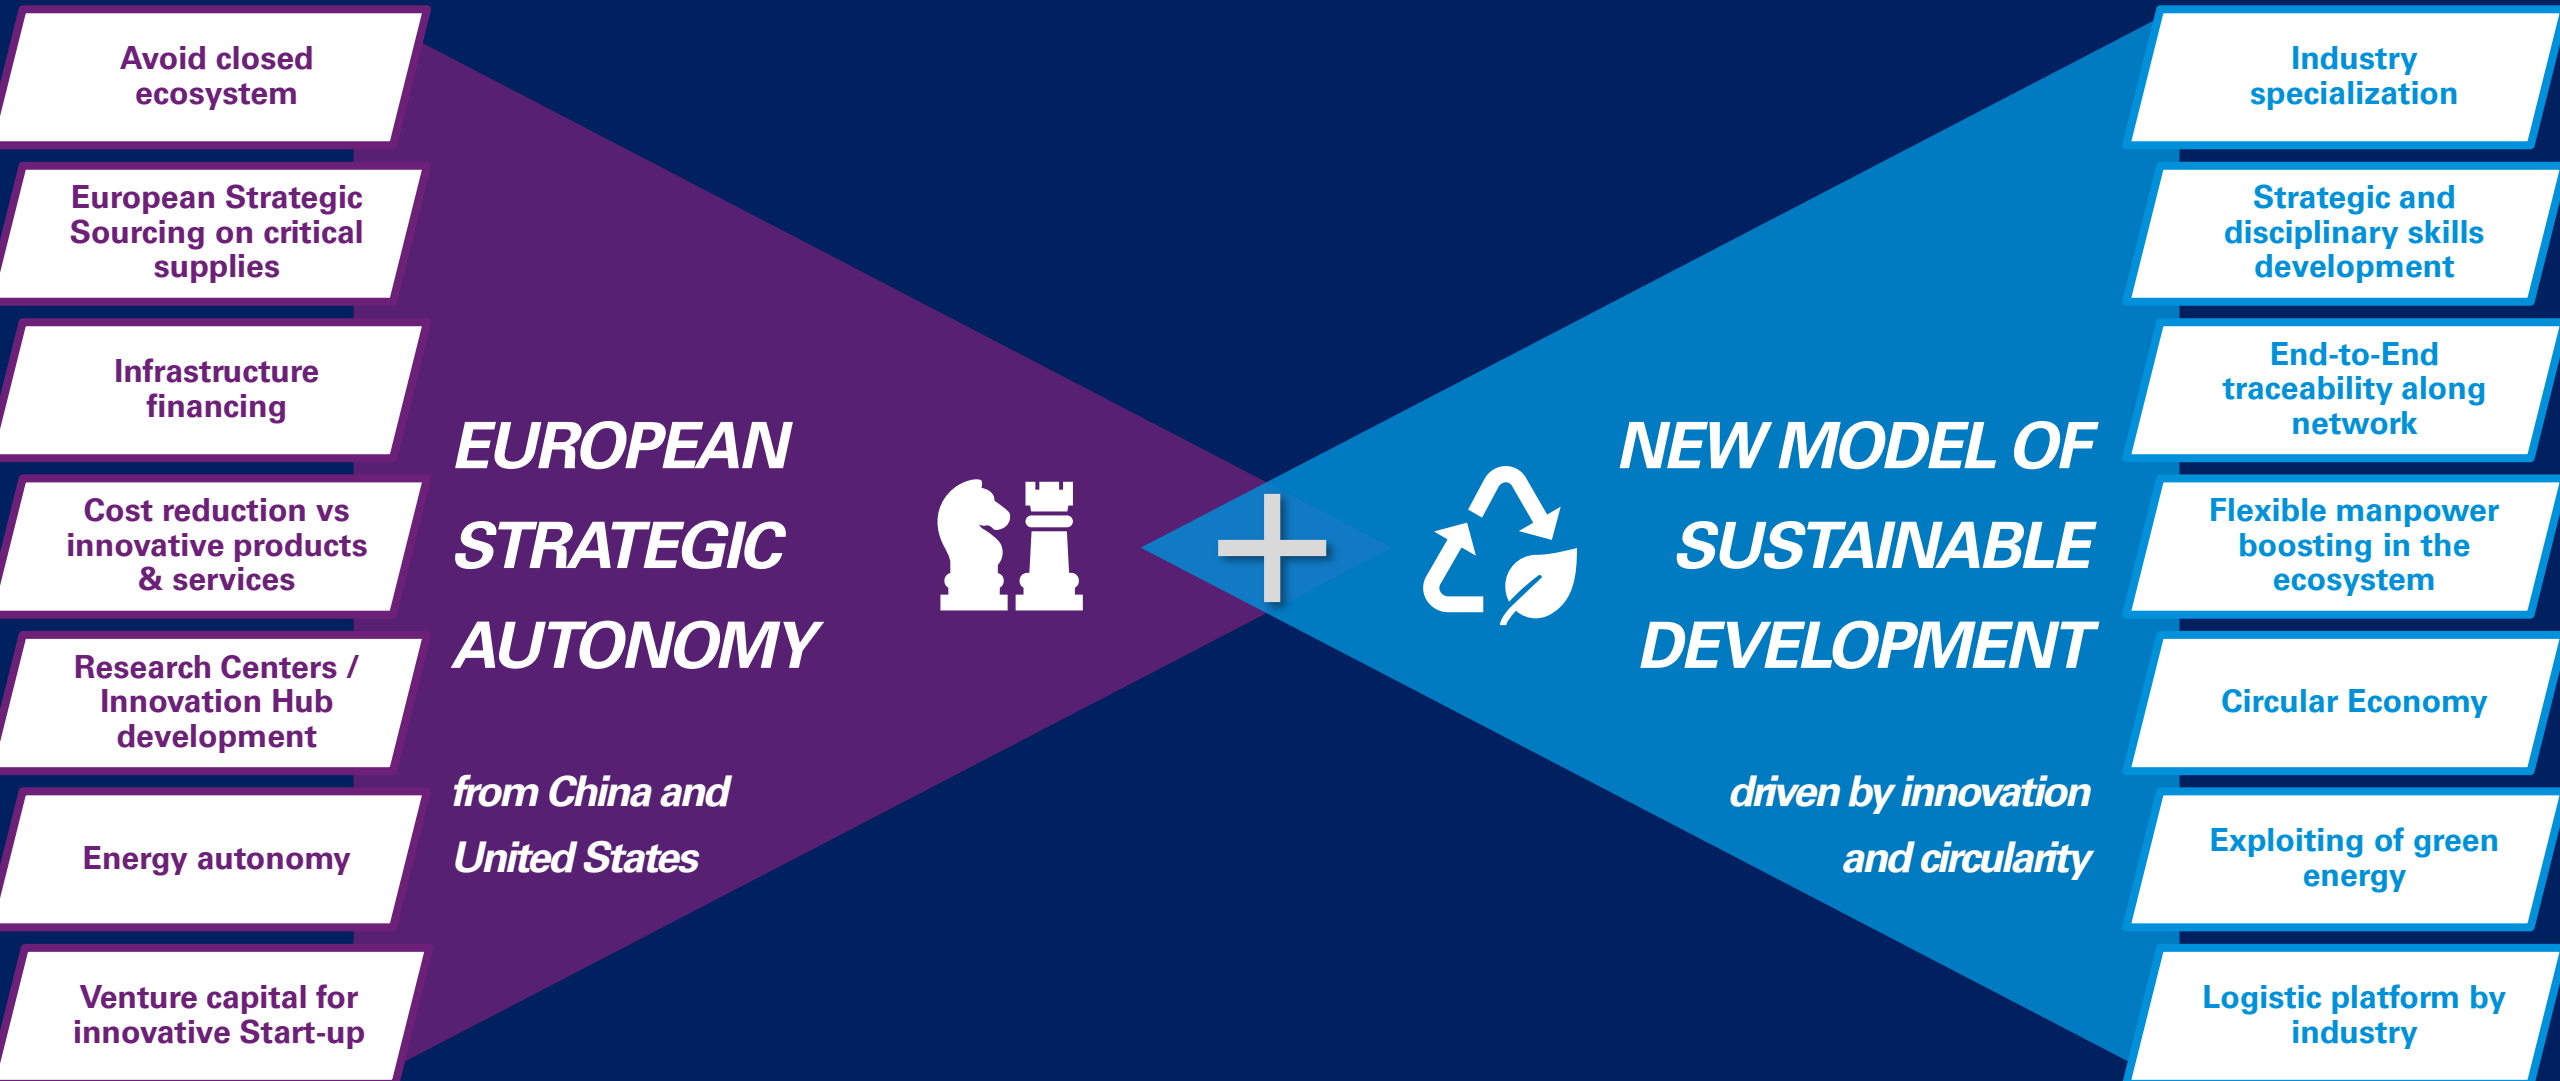 Avoid closed
ecosystem
European Strategic
Sourcing on critical
supplies
Infrastructure
financing
Cost reduction vs
innovative products
& services
Research Centers /
Innovation Hub
development
Energy autonomy
Venture capital for
innovative Start-up
EUROPEAN
STRATEGIC
AUTONOMY
from China and
United States
+
NEW MODEL OF
SUSTAINABLE
DEVELOPMENT
driven by innovation
and circularity
Industry
specialization
Strategic and
disciplinary skills
development
End-to-End
traceability along
network
Flexible manpower
boosting in the
ecosystem
Circular Economy
Exploiting of green
energy
Logistic platform by
industry